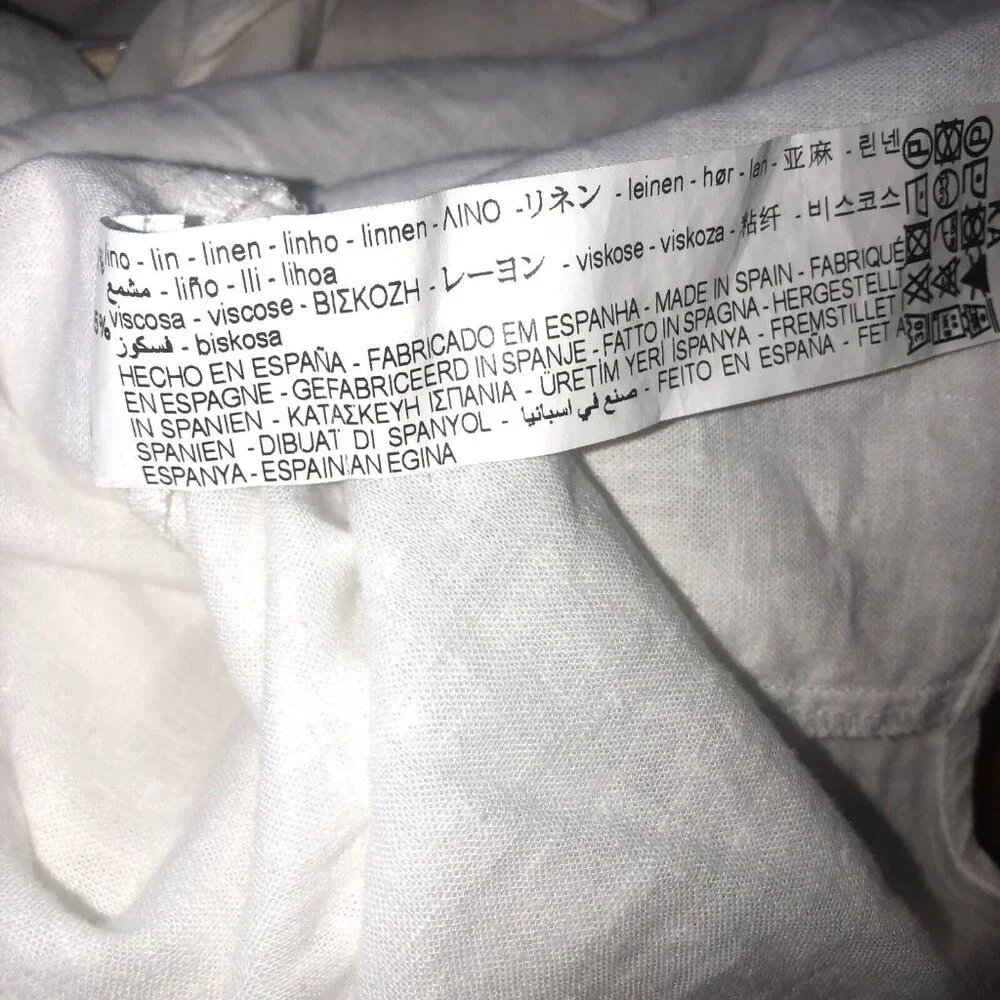 lino - lin - linen - linho - linnen - ΛΙΝΟ - リネン - leinen - hør - lan - 亚麻 - 린넨
مشمع - liño - lli - lihoa
5% viscosa - viscose - ΒΙΣΚΟΖΗ - レーヨン - viskose - viskoza - 粘纤 - 비스코스
فسكوز - biskosa
HECHO EN ESPAÑA - FABRICADO EM ESPANHA - MADE IN SPAIN - FABRIQUÉ
EN ESPAGNE - GEFABRICEERD IN SPANJE - FATTO IN SPAGNA - HERGESTELLT
IN SPANIEN - ΚΑΤΑΣΚΕΥΗ ΙΣΠΑΝΙΑ - ÜRETİM YERİ İSPANYA - FREMSTILLET
SPANIEN - DIBUAT DI SPANYOL - صنع في اسبانيا - FEITO EN ESPAÑA - FET A
ESPANYA - ESPAINIAN EGINA